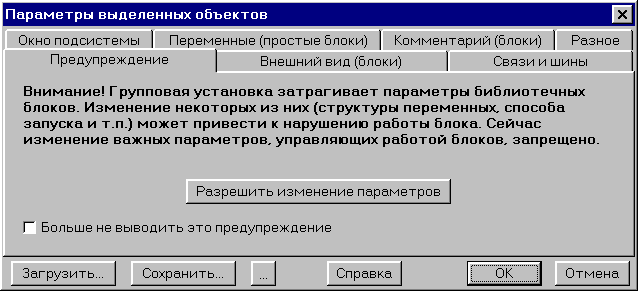 Параметры выделенных объектов
Окно подсистемы Переменные (простые блоки) Комментарий (блоки) Разное
Предупреждение Внешний вид (блоки) Связи и шины
Внимание! Групповая установка затрагивает параметры библиотечных
блоков. Изменение некоторых из них (структуры переменных, способа
запуска и т.п.) может привести к нарушению работы блока. Сейчас
изменение важных параметров, управляющих работой блоков, запрещено.
Разрешить изменение параметров
Больше не выводить это предупреждение
Загрузить... Сохранить... ... Справка OK Отмена